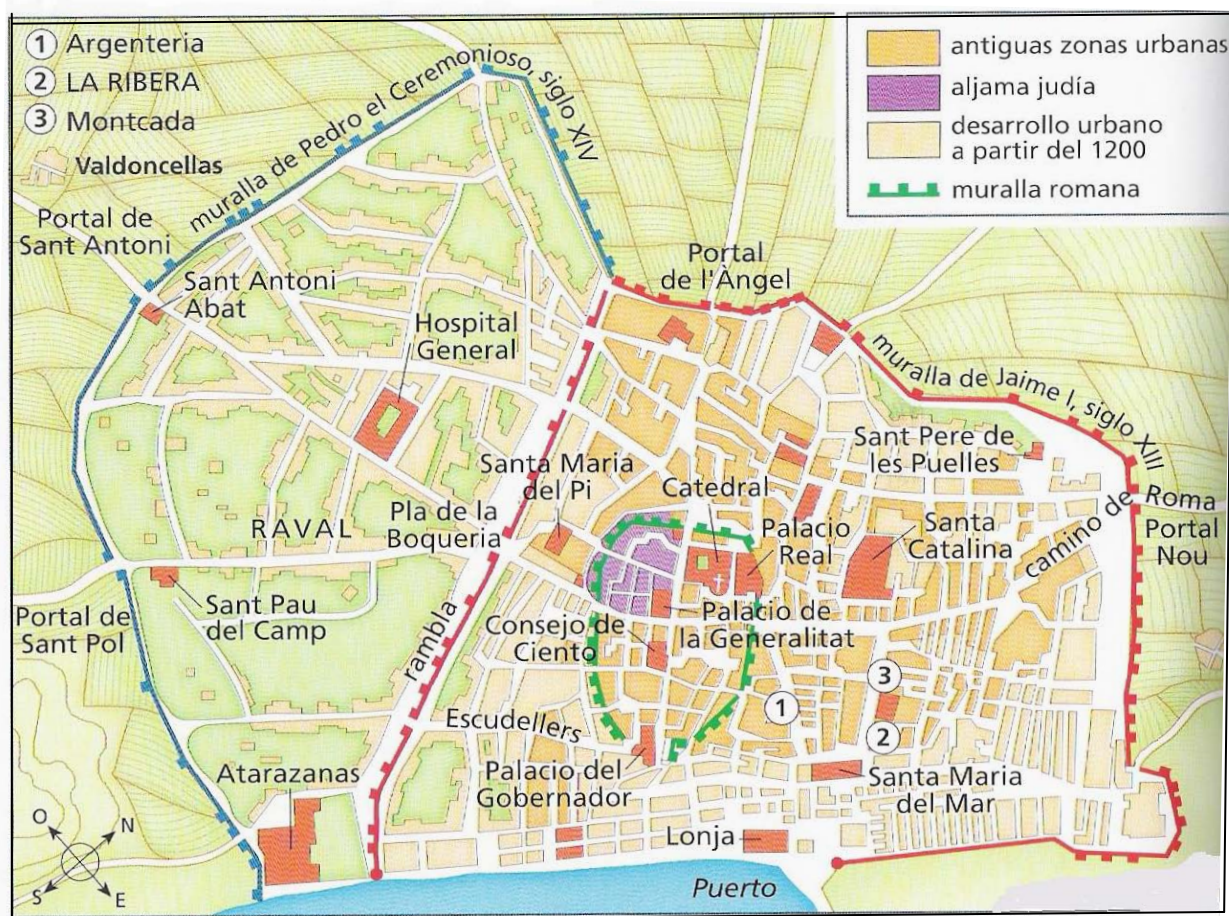 1 Argenteria
2 LA RIBERA
3 Montcada
Valdoncellas
antiguas zonas urbanas
aljama judía
desarrollo urbano
a partir del 1200
muralla romana
muralla de Pedro el Ceremonioso, siglo XIV
Portal de
Sant Antoni
Sant Antoni
Abat
Hospital
General
Portal
de l'Àngel
muralla de Jaime I, siglo XIII
Sant Pere de
les Puelles
Santa Maria
del Pi
Catedral
Pla de la
Boqueria
RAVAL
Palacio
Real
Santa
Catalina
camino de Roma
Portal
Nou
Portal de
Sant Pol
Sant Pau
del Camp
rambla
Consejo de
Ciento
Palacio de
la Generalitat
3
1
2
Escudellers
Atarazanas
Palacio del
Gobernador
Santa Maria
del Mar
Lonja
Puerto
O
N
S
E